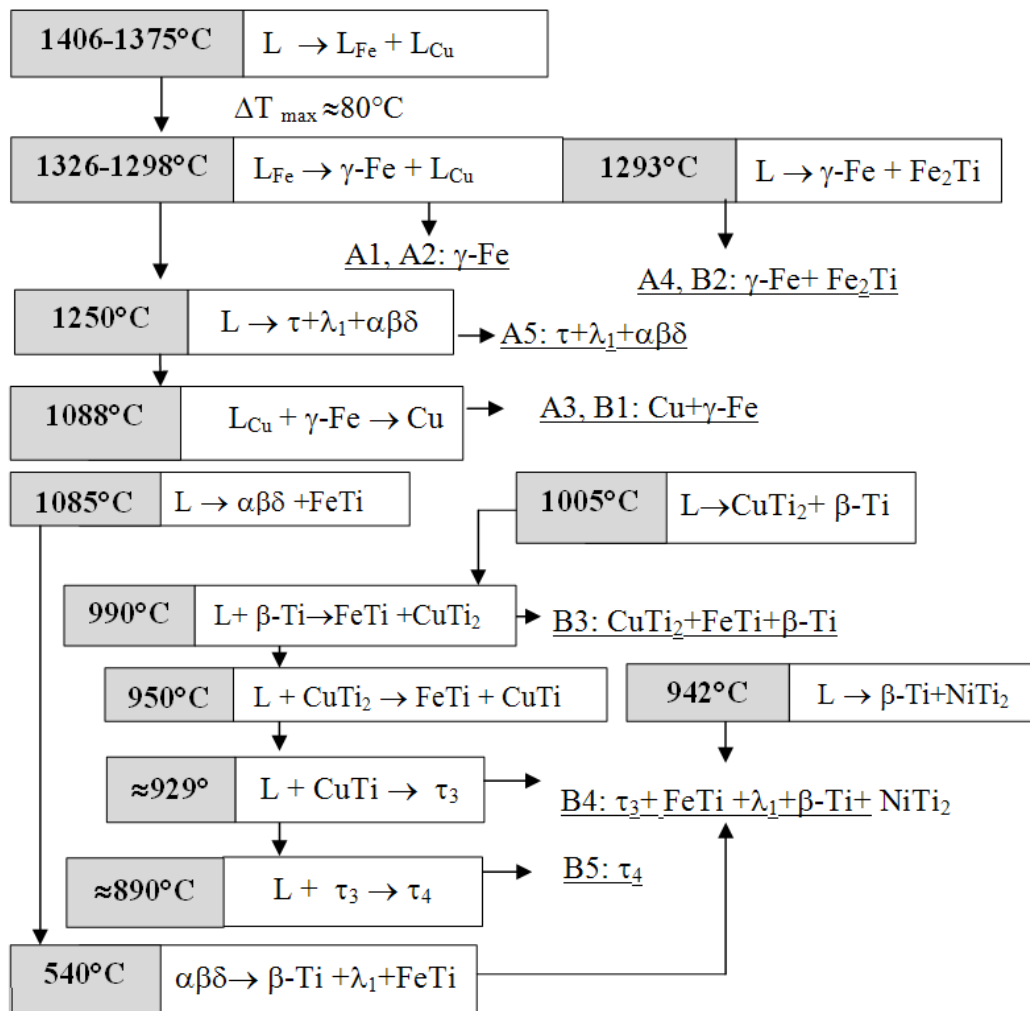 1406-1375°C L → L_Fe + L_Cu
ΔT max ≈80°C
1326-1298°C L_Fe → γ-Fe + L_Cu 1293°C L → γ-Fe + Fe₂Ti
A1, A2: γ-Fe
A4, B2: γ-Fe+ Fe₂Ti
1250°C L → τ+λ₁+αβδ
A5: τ+λ₁+αβδ
1088°C L_Cu + γ-Fe → Cu A3, B1: Cu+γ-Fe
1085°C L → αβδ +FeTi 1005°C L→CuTi₂+ β-Ti
990°C L+ β-Ti→FeTi +CuTi₂ B3: CuTi₂+FeTi+β-Ti
950°C L + CuTi₂ → FeTi + CuTi 942°C L → β-Ti+NiTi₂
≈929° L + CuTi → τ₃
B4: τ₃+ FeTi +λ₁+β-Ti+ NiTi₂
≈890°C L + τ₃ → τ₄ B5: τ₄
540°C αβδ→ β-Ti +λ₁+FeTi